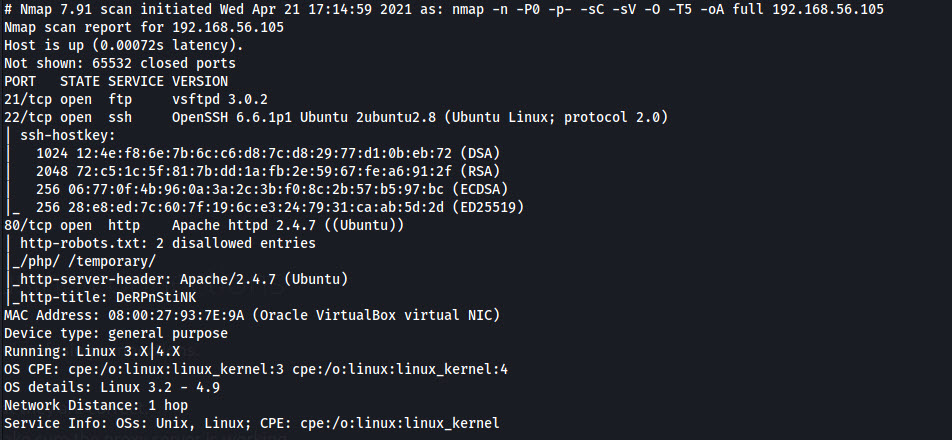 # Nmap 7.91 scan initiated Wed Apr 21 17:14:59 2021 as: nmap -n -P0 -p- -sC -sV -O -T5 -oA full 192.168.56.105
Nmap scan report for 192.168.56.105
Host is up (0.00072s latency).
Not shown: 65532 closed ports
PORT   STATE SERVICE VERSION
21/tcp open  ftp     vsftpd 3.0.2
22/tcp open  ssh     OpenSSH 6.6.1p1 Ubuntu 2ubuntu2.8 (Ubuntu Linux; protocol 2.0)
| ssh-hostkey:
|   1024 12:4e:f8:6e:7b:6c:c6:d8:7c:d8:29:77:d1:0b:eb:72 (DSA)
|   2048 72:c5:1c:5f:81:7b:dd:1a:fb:2e:59:67:fe:a6:91:2f (RSA)
|   256 06:77:0f:4b:96:0a:3a:2c:3b:f0:8c:2b:57:b5:97:bc (ECDSA)
|_  256 28:e8:ed:7c:60:7f:19:6c:e3:24:79:31:ca:ab:5d:2d (ED25519)
80/tcp open  http    Apache httpd 2.4.7 ((Ubuntu))
| http-robots.txt: 2 disallowed entries
|_/php/ /temporary/
|_http-server-header: Apache/2.4.7 (Ubuntu)
|_http-title: DeRPnStiNK
MAC Address: 08:00:27:93:7E:9A (Oracle VirtualBox virtual NIC)
Device type: general purpose
Running: Linux 3.X|4.X
OS CPE: cpe:/o:linux:linux_kernel:3 cpe:/o:linux:linux_kernel:4
OS details: Linux 3.2 - 4.9
Network Distance: 1 hop
Service Info: OSs: Unix, Linux; CPE: cpe:/o:linux:linux_kernel